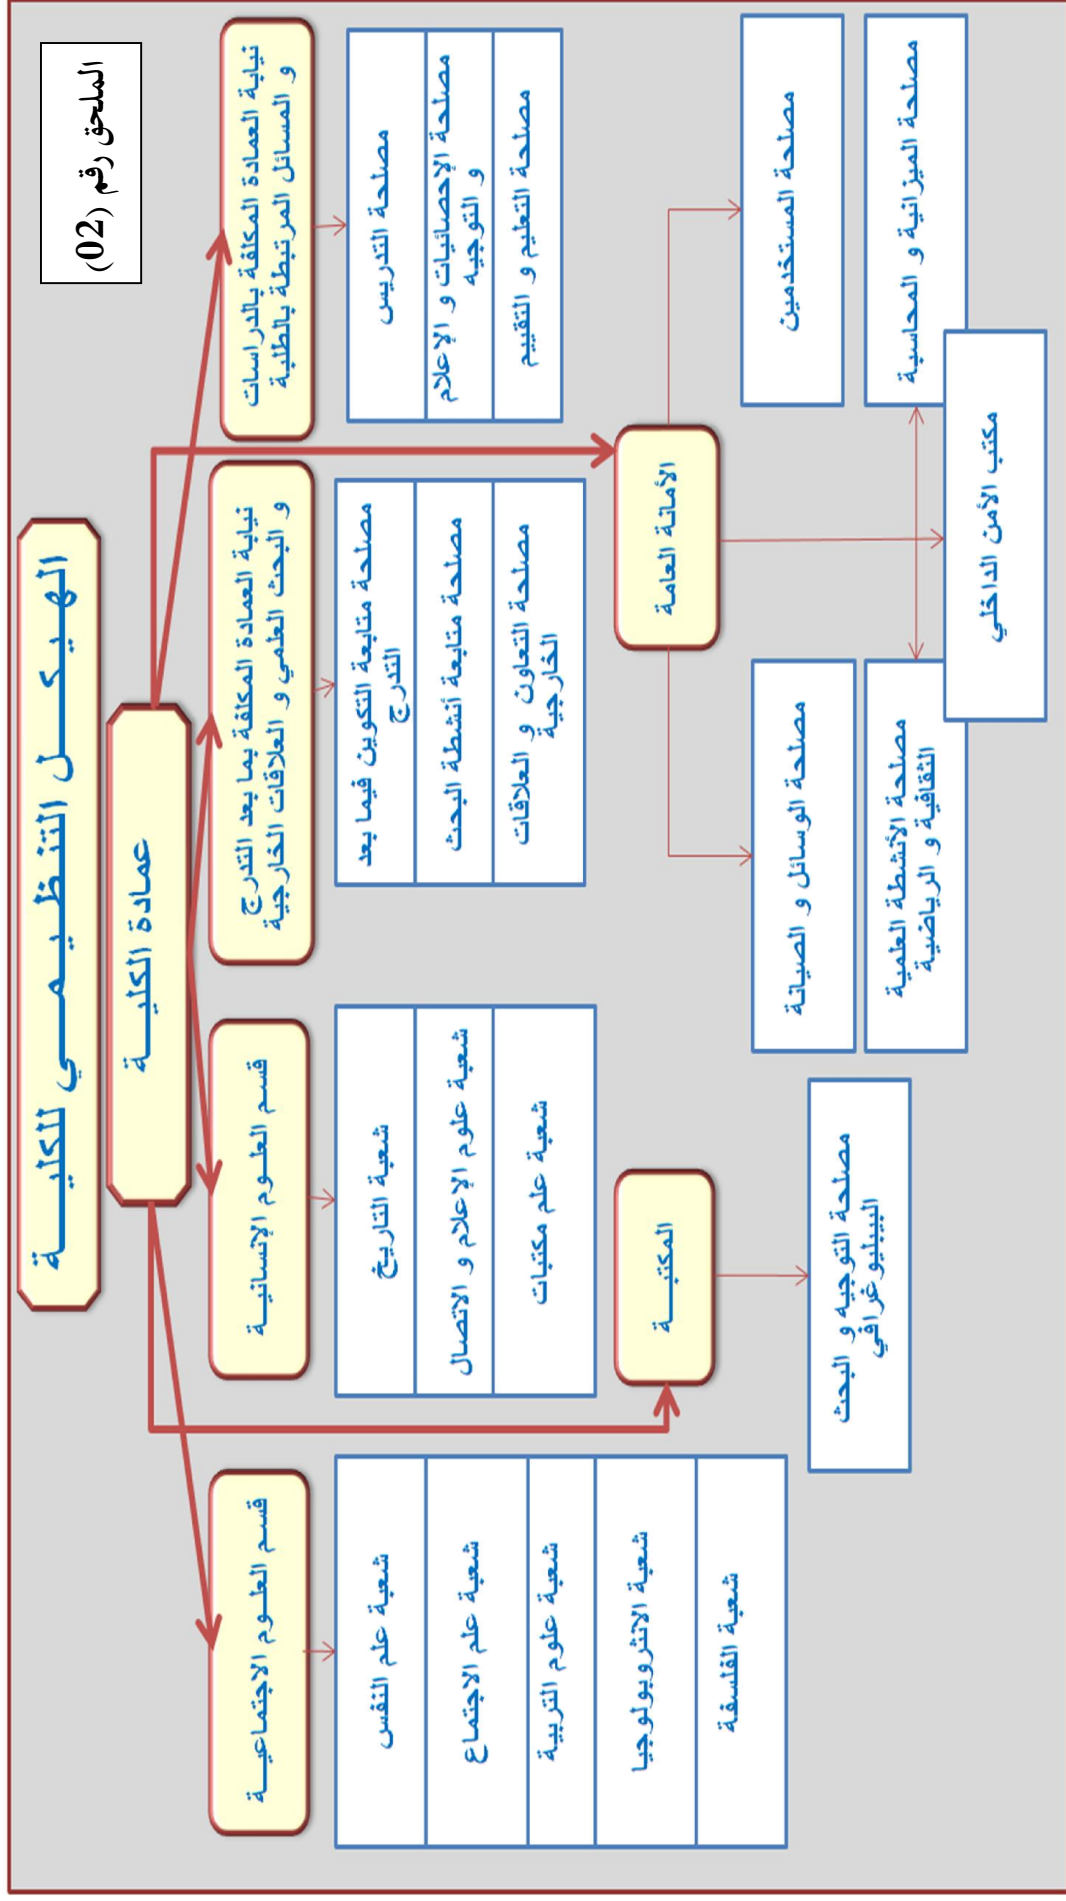 الملحق رقم (02)
الهيكل التنظيمي للكلية
عمادة الكلية
نيابة العمادة المكلفة بالدراسات
و المسائل المرتبطة بالطلبة
مصلحة التدريس
مصلحة الإحصائيات و الإعلام
و التوجيه
مصلحة التعليم و التقييم
نيابة العمادة المكلفة بما بعد التدرج
و البحث العلمي و العلاقات الخارجية
مصلحة متابعة التكوين فيما بعد
التدرج
مصلحة متابعة أنشطة البحث
مصلحة التعاون و العلاقات
الخارجية
قسم العلوم الإنسانية
شعبة التاريخ
شعبة علوم الإعلام و الاتصال
شعبة علم مكتبات
قسم العلوم الاجتماعية
شعبة علم النفس
شعبة علم الاجتماع
شعبة علوم التربية
شعبة الانثروبولوجيا
شعبة الفلسفة
الأمانة العامة
مصلحة المستخدمين
مصلحة الميزانية و المحاسبة
مكتب الأمن الداخلي
مصلحة الوسائل و الصيانة
مصلحة الأنشطة العلمية
الثقافية و الرياضية
المكتبة
مصلحة التوجيه و البحث
البيبليوغرافي